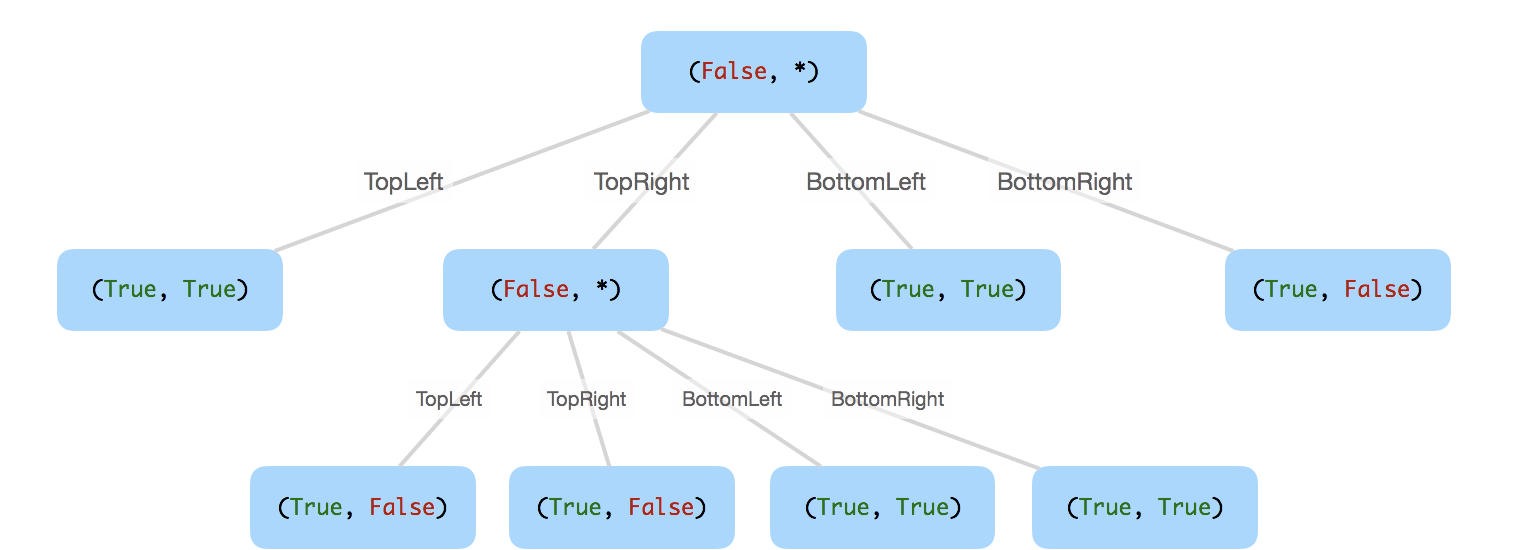 (False, *)
TopLeft TopRight BottomLeft BottomRight
(True, True) (False, *) (True, True) (True, False)
TopLeft TopRight BottomLeft BottomRight
(True, False) (True, False) (True, True) (True, True)